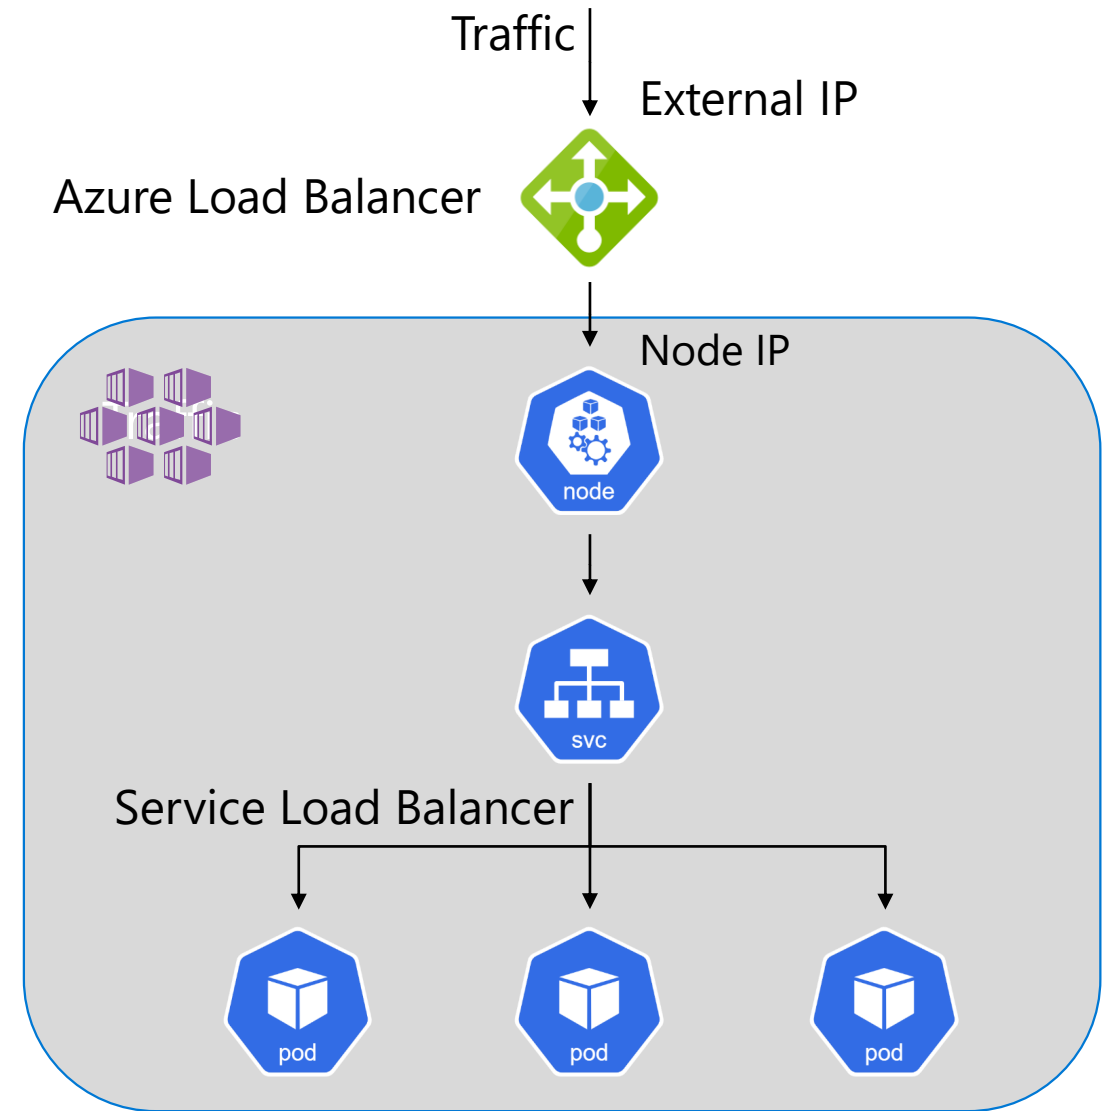 Traffic
External IP
Azure Load Balancer
Node IP
node
svc
Service Load Balancer
pod
pod
pod